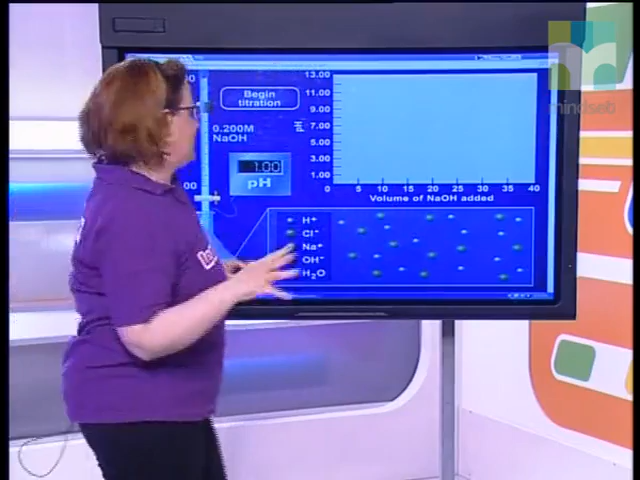 mindset
Begin
titration
0.200M
NaOH
1.00
pH
13.00
11.00
9.00
7.00
5.00
3.00
1.00
pH
0 5 10 15 20 25 30 35 40
Volume of NaOH added
H+
Cl-
Na+
OH-
H2O